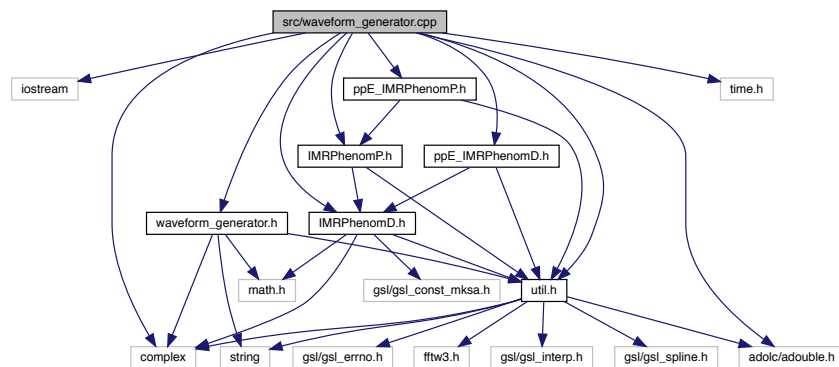 src/waveform_generator.cpp
iostream
ppE_IMRPhenomP.h
time.h
IMRPhenomP.h
ppE_IMRPhenomD.h
waveform_generator.h
IMRPhenomD.h
math.h
gsl/gsl_const_mksa.h
util.h
complex
string
gsl/gsl_errno.h
fftw3.h
gsl/gsl_interp.h
gsl/gsl_spline.h
adolc/adouble.h